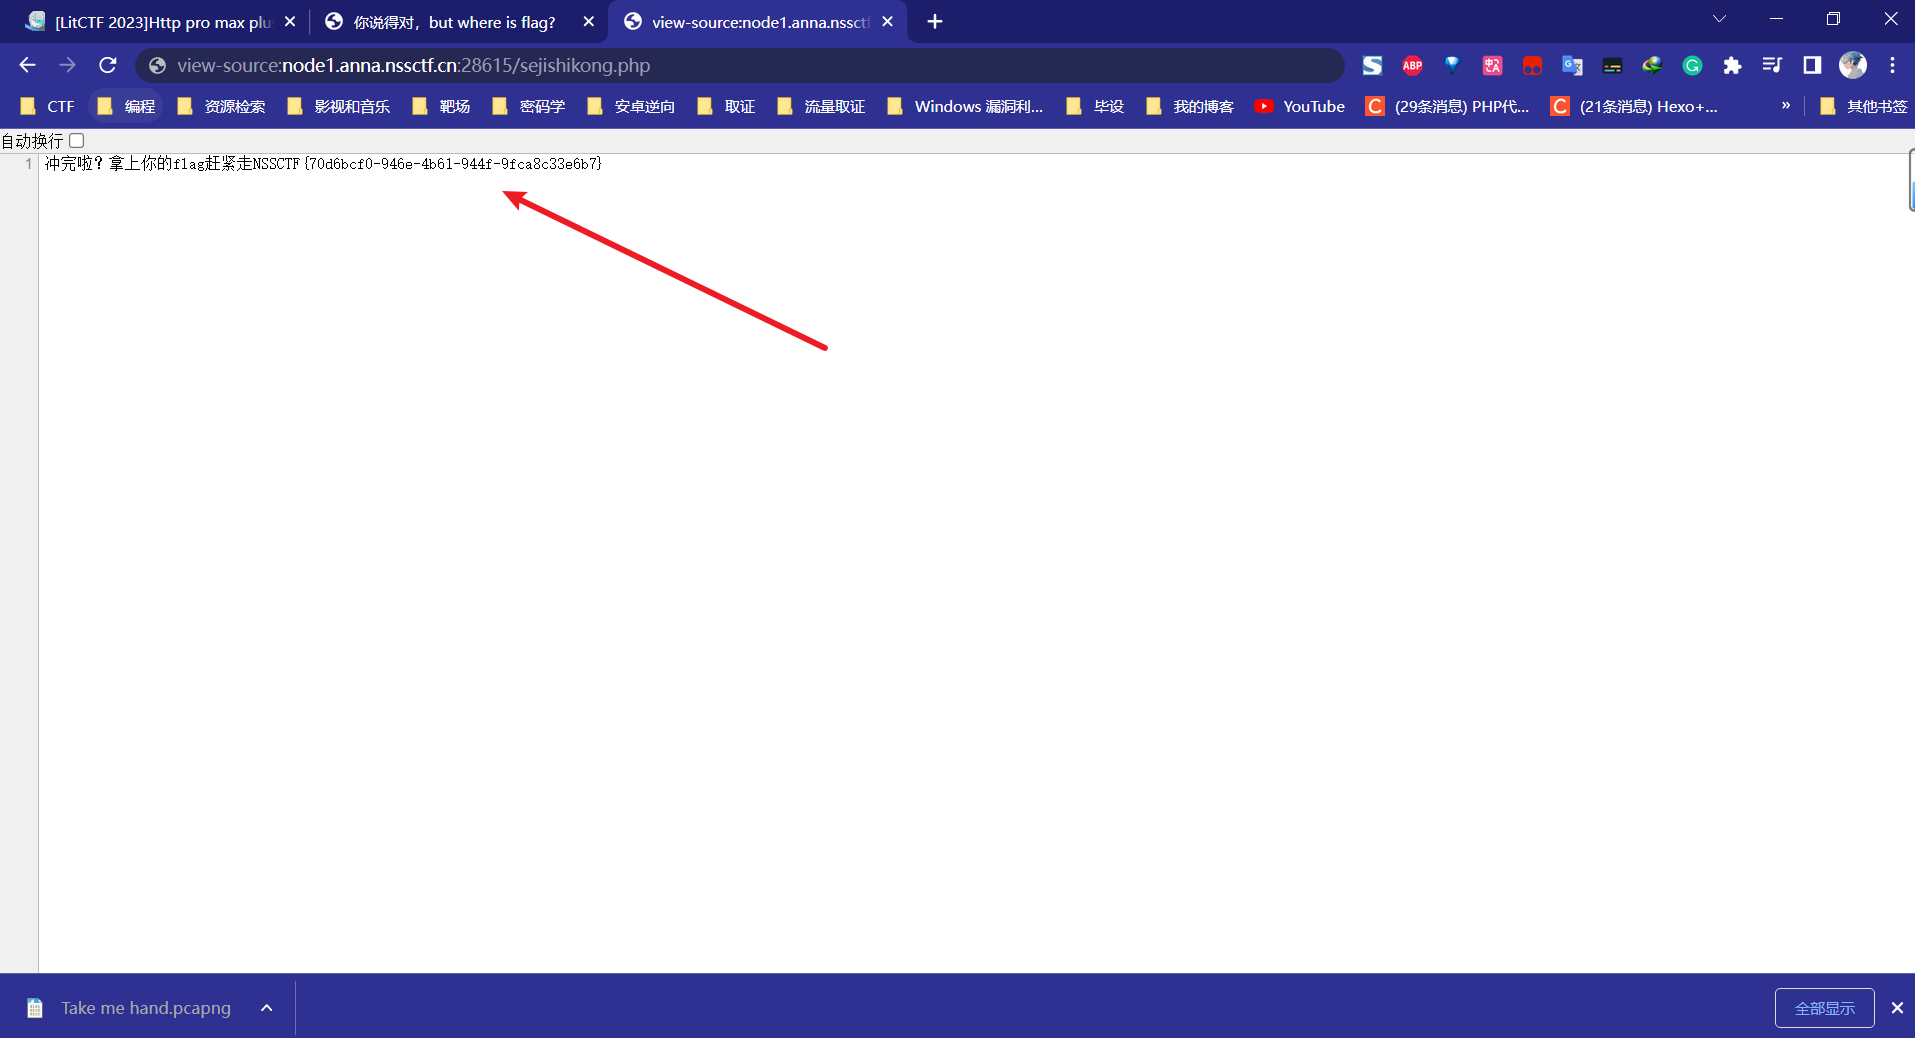 [LitCTF 2023]Http pro max plu
你说得对，but where is flag?
view-source:node1.anna.nssctf
view-source:node1.anna.nssctf.cn:28615/sejishikong.php
CTF
编程
资源检索
影视和音乐
靶场
密码学
安卓逆向
取证
流量取证
Windows 漏洞利...
毕设
我的博客
YouTube
(29条消息) PHP代...
(21条消息) Hexo+...
»
其他书签
自动换行
1
冲完啦？拿上你的flag赶紧走NSSCTF{70d6bcf0-946e-4b61-944f-9fca8c33e6b7}
Take me hand.pcapng
全部显示